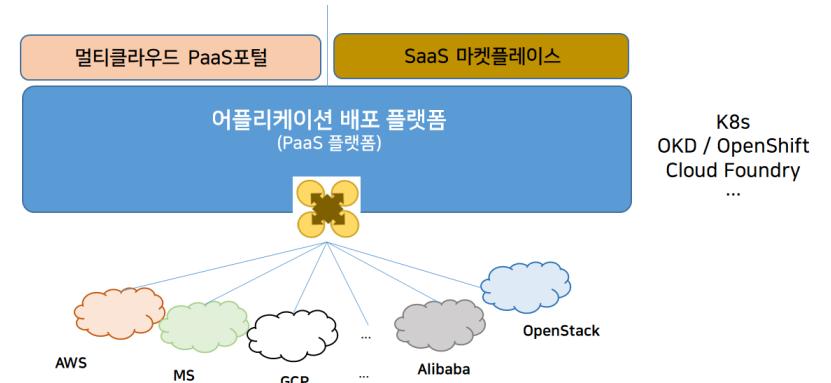 멀티클라우드 PaaS포털
SaaS 마켓플레이스
어플리케이션 배포 플랫폼
(PaaS 플랫폼)
K8s
OKD / OpenShift
Cloud Foundry
...
OpenStack
...
AWS
Alibaba
MS
GCP
...